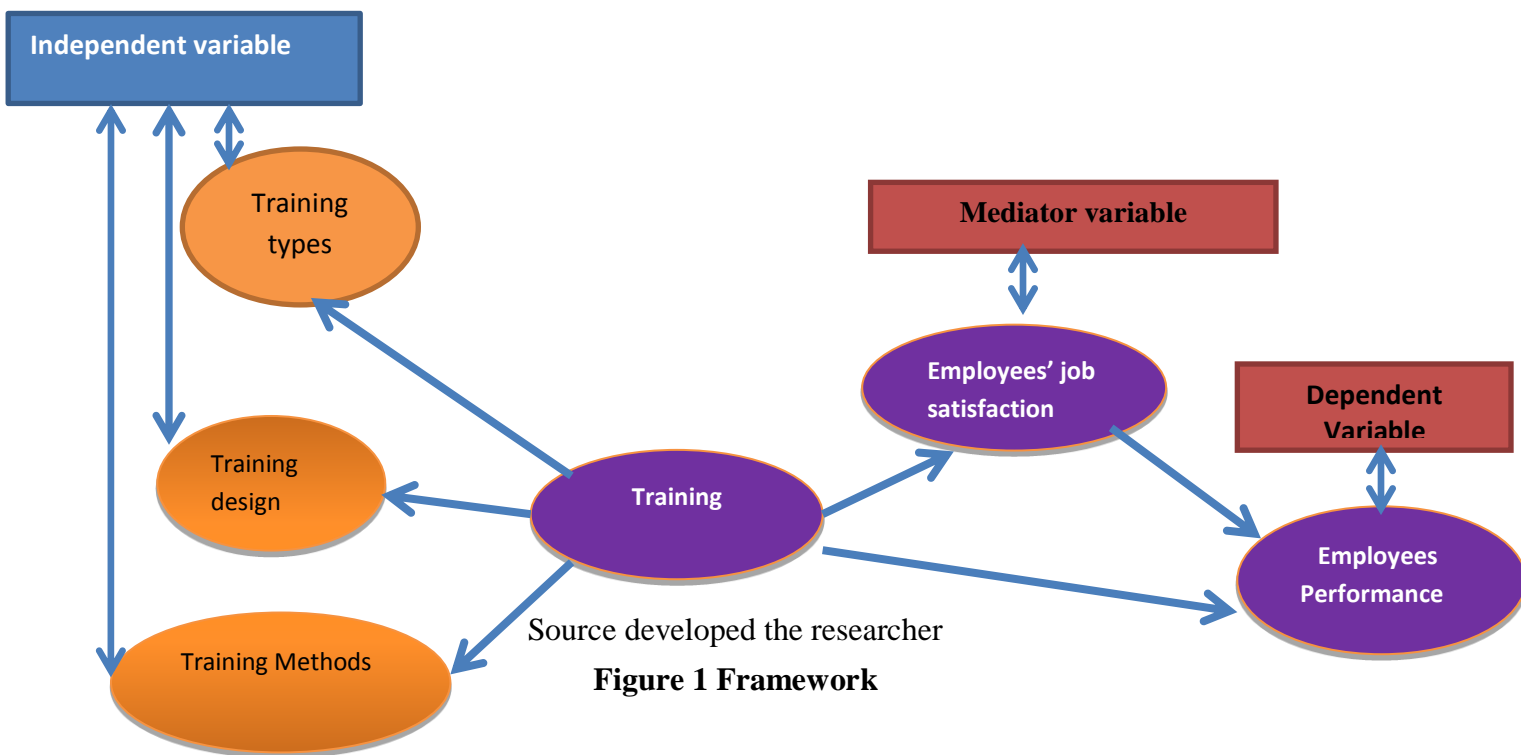 Independent variable
Training
types
Mediator variable
Employees' job
satisfaction
Dependent
Variable
Training
design
Training
Employees
Performance
Training Methods
Source developed the researcher
Figure 1 Framework